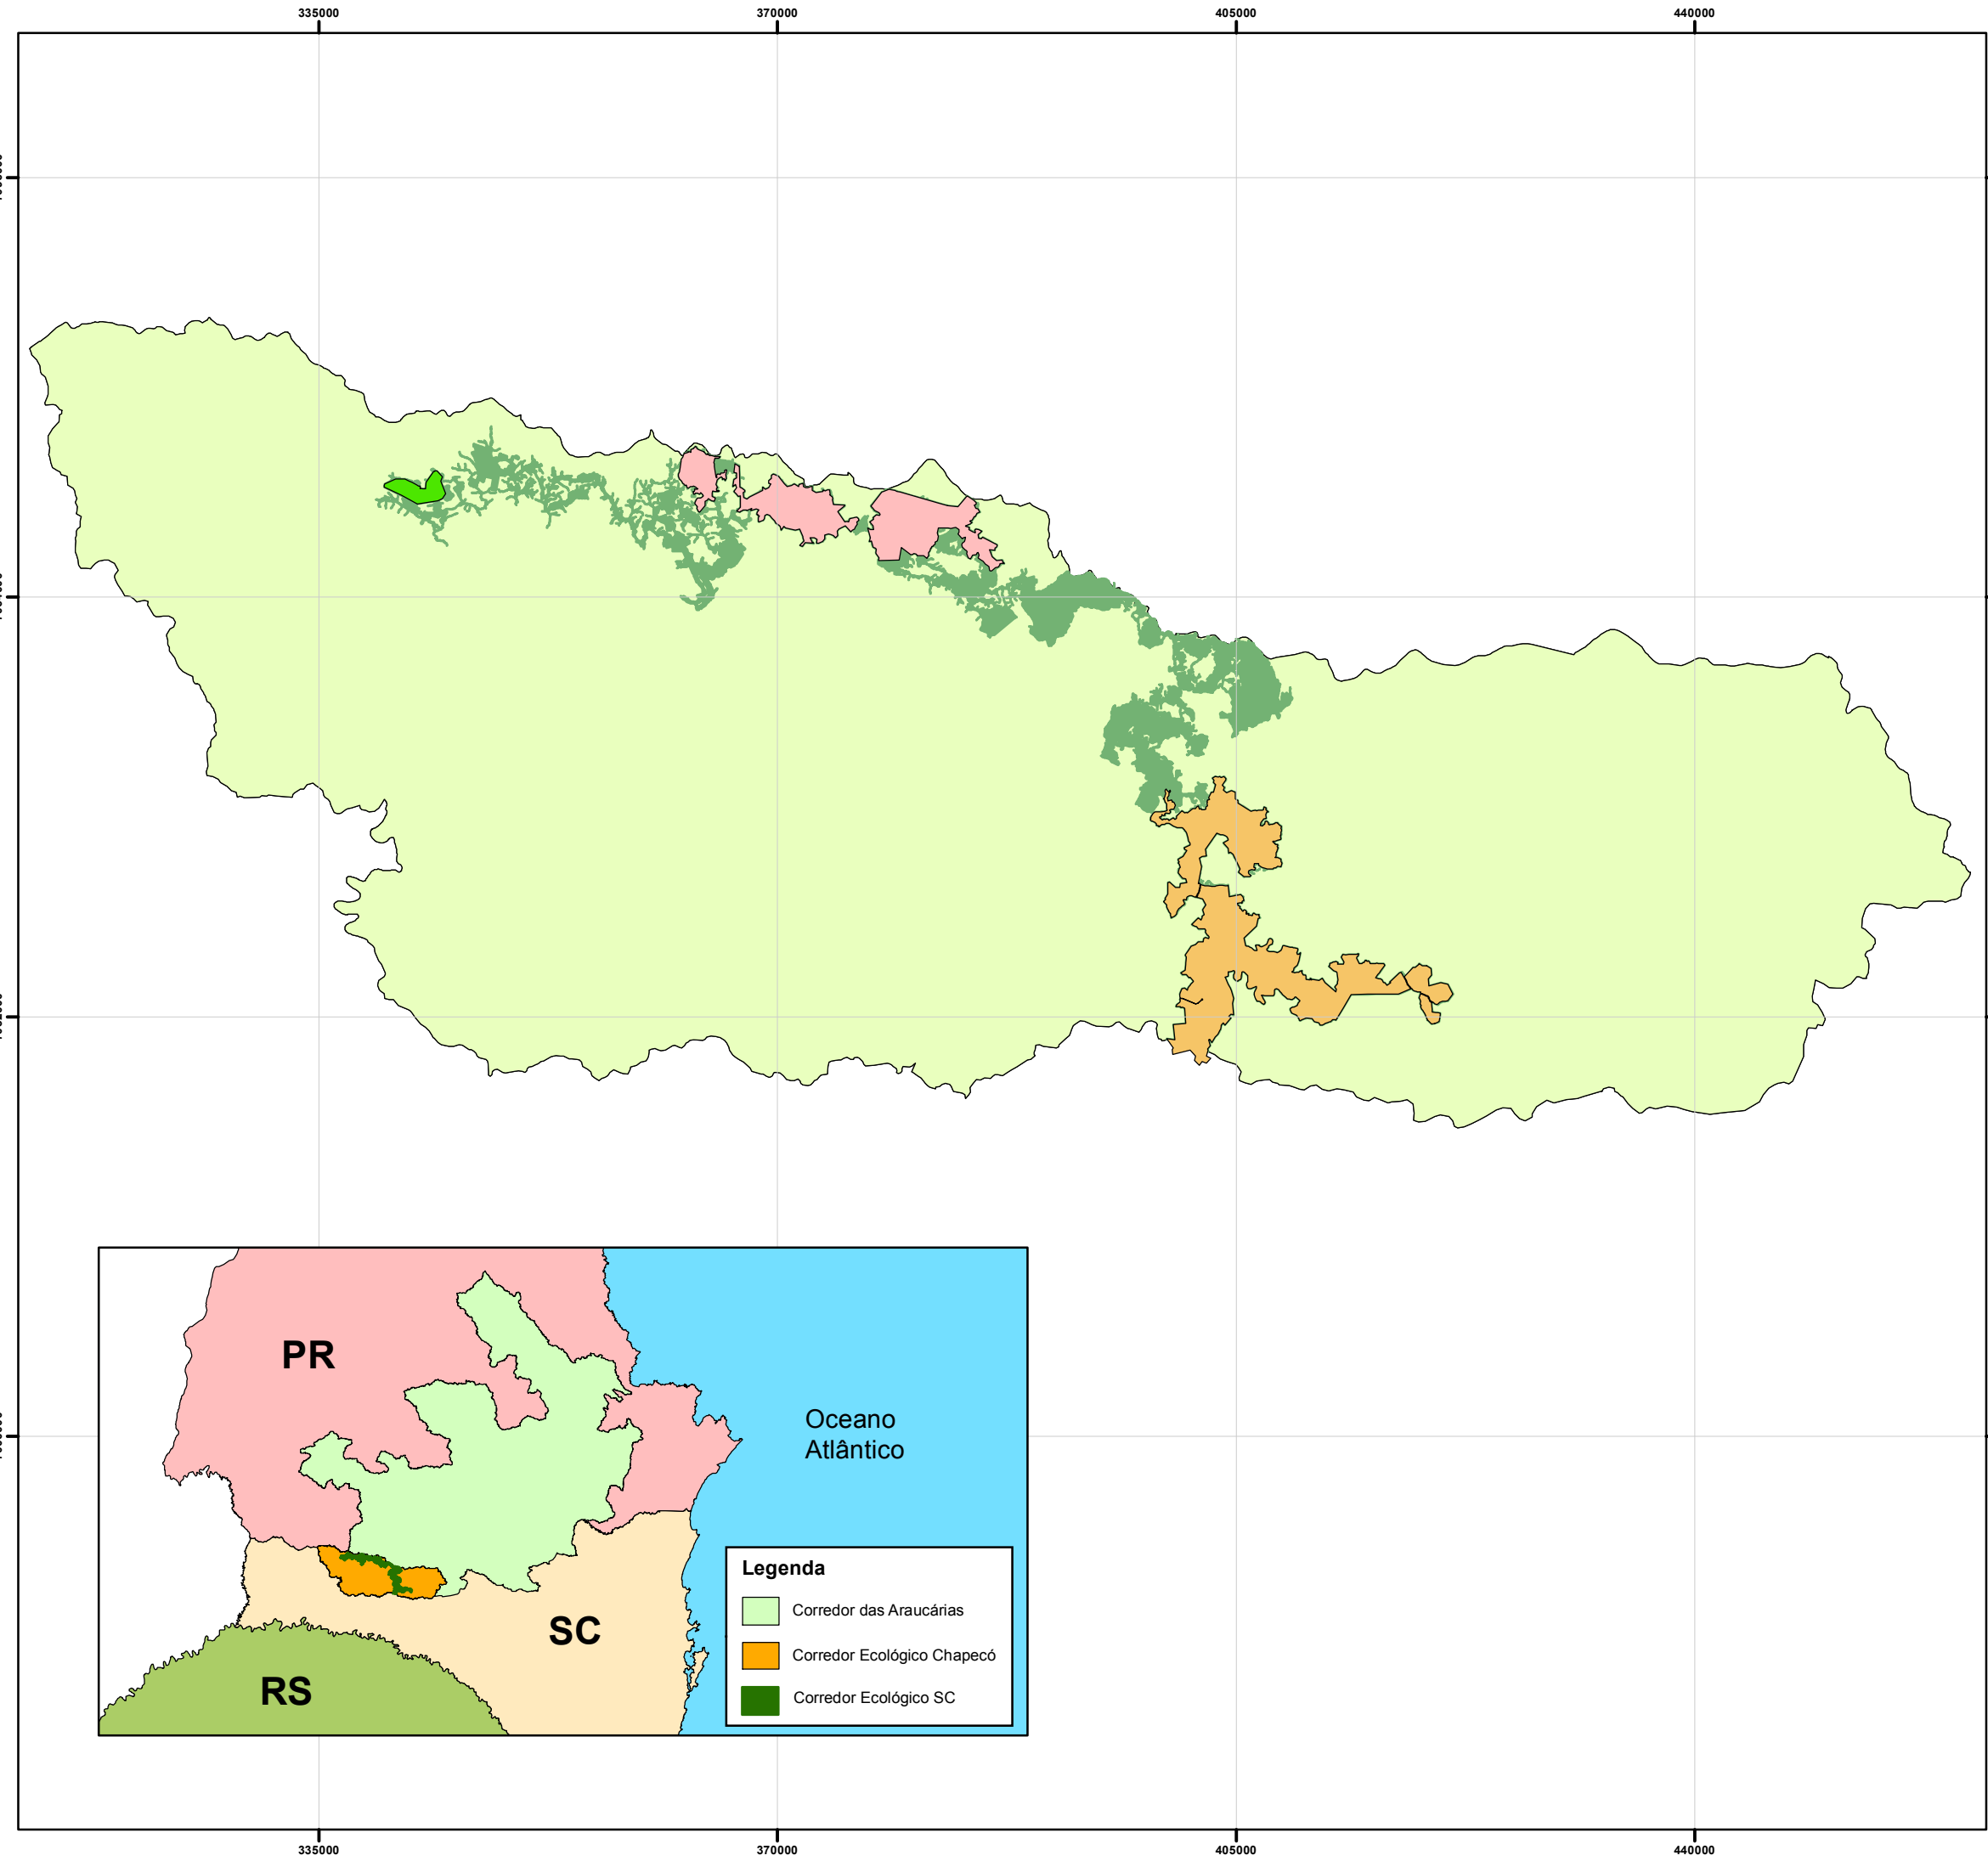 335000 370000 405000 440000
PR
Oceano
Atlântico
Legenda
Corredor das Araucárias
Corredor Ecológico Chapecó
SC
Corredor Ecológico SC
RS
335000 370000 405000 440000